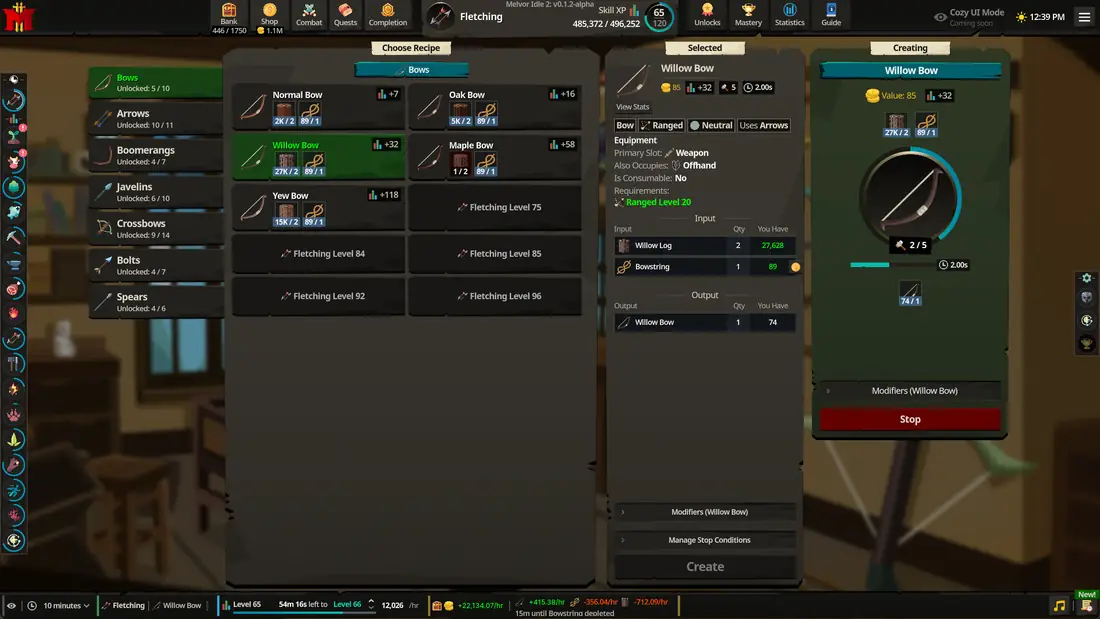 Melvor Idle 2: v0.1.2-alpha
Bank
446 / 1750
Shop
1.1M
Combat
Quests
Completion
Fletching
Skill XP
485,372 / 496,252
65
120
Unlocks
Mastery
Statistics
Guide
Cozy UI Mode
Coming soon
12:39 PM
Bows
Unlocked: 5 / 10
Arrows
Unlocked: 10 / 11
Boomerangs
Unlocked: 4 / 7
Javelins
Unlocked: 6 / 10
Crossbows
Unlocked: 9 / 14
Bolts
Unlocked: 4 / 7
Spears
Unlocked: 4 / 6
Choose Recipe
Bows
Normal Bow
+7
2K / 2
89 / 1
Oak Bow
+16
5K / 2
89 / 1
Willow Bow
+32
27K / 2
89 / 1
Maple Bow
+58
1 / 2
89 / 1
Yew Bow
+118
15K / 2
89 / 1
Fletching Level 75
Fletching Level 84
Fletching Level 85
Fletching Level 92
Fletching Level 96
Selected
Willow Bow
85
+32
5
2.00s
View Stats
Bow
Ranged
Neutral
Uses Arrows
Equipment
Primary Slot: Weapon
Also Occupies: Offhand
Is Consumable: No
Requirements:
Ranged Level 20
Input
Input Qty You Have
Willow Log 2 27,628
Bowstring 1 89
Output
Output Qty You Have
Willow Bow 1 74
Modifiers (Willow Bow)
Manage Stop Conditions
Create
Creating
Willow Bow
Value: 85
+32
27K / 2
89 / 1
2 / 5
2.00s
74 / 1
Modifiers (Willow Bow)
Stop
10 minutes
Fletching
Willow Bow
Level 65
54m 16s left to Level 66
12,026 /hr
+22,134.07/hr
+415.38/hr
-356.04/hr
-712.09/hr
15m until Bowstring depleted
New!